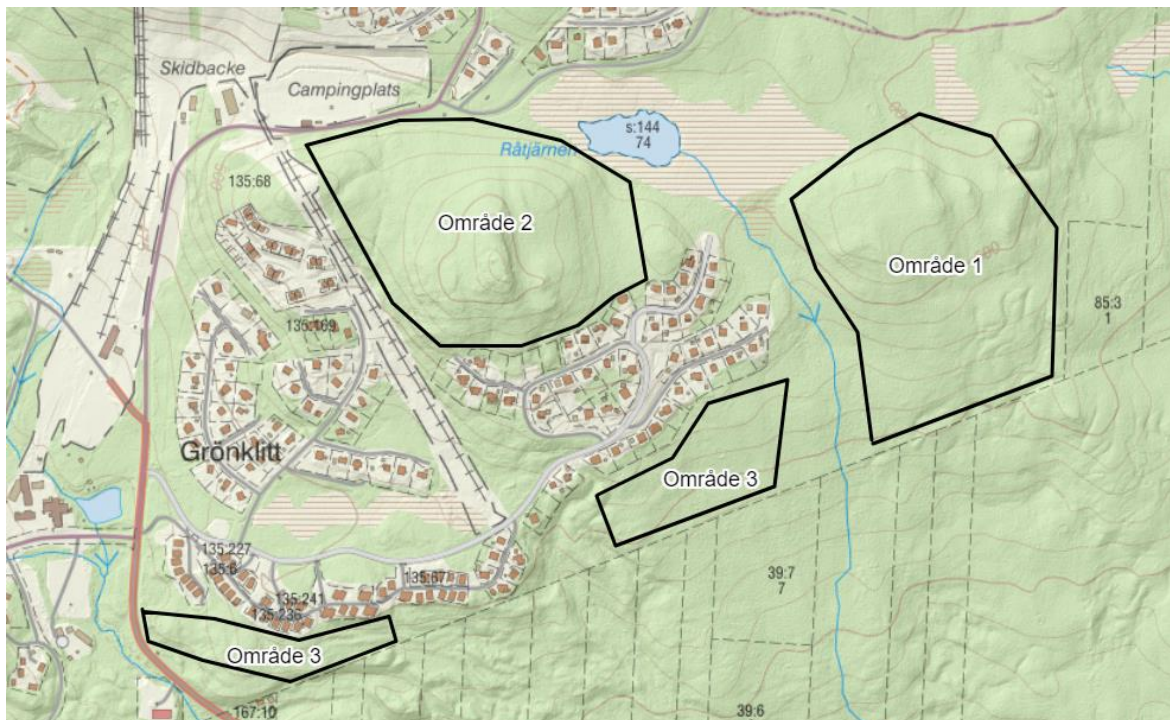 Skidbacke
Campingplats
s:144
74
Råtjärnen
135:68
Område 2
Område 1
85:3
1
135:169
Grönklitt
Område 3
135:227
135:6
135:67
135:241
135:236
39:7
7
Område 3
167:10
39:6